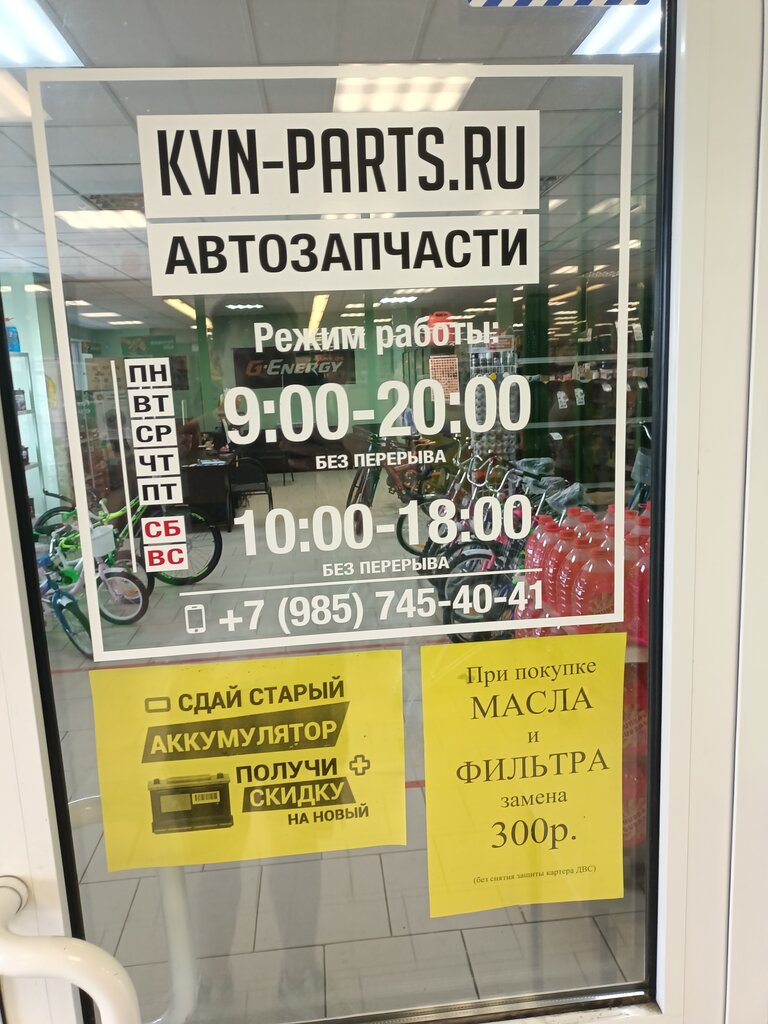 KVN-PARTS.RU
АВТОЗАПЧАСТИ
Режим работы:
G-ENERGY
ПН
ВТ
СР
ЧТ
ПТ
9:00-20:00
БЕЗ ПЕРЕРЫВА
СБ
ВС
10:00-18:00
БЕЗ ПЕРЕРЫВА
+7 (985) 745-40-41
СДАЙ СТАРЫЙ
АККУМУЛЯТОР
ПОЛУЧИ
СКИДКУ
НА НОВЫЙ
При покупке
МАСЛА
и
ФИЛЬТРА
замена
300р.
(без снятия защиты картера ДВС)